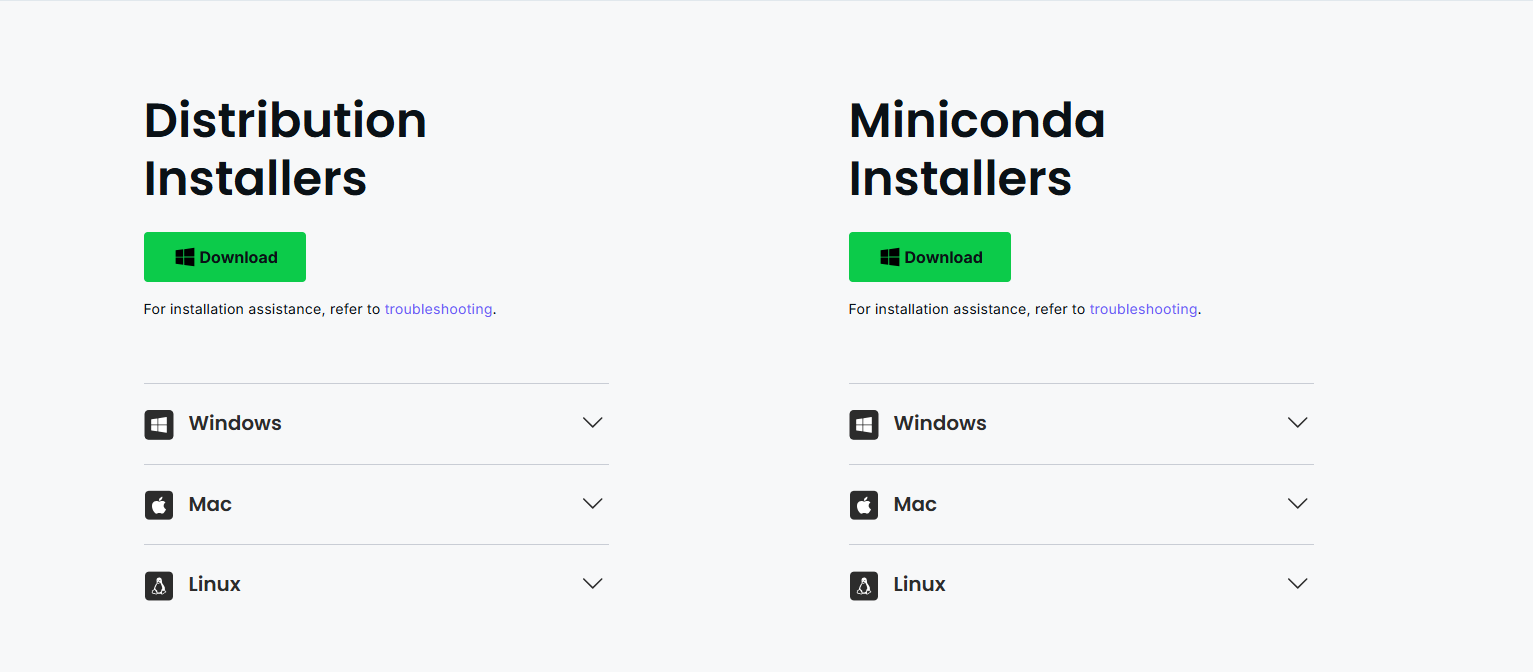 Distribution
Installers
Download
For installation assistance, refer to troubleshooting.
Windows
Mac
Linux
Miniconda
Installers
Download
For installation assistance, refer to troubleshooting.
Windows
Mac
Linux